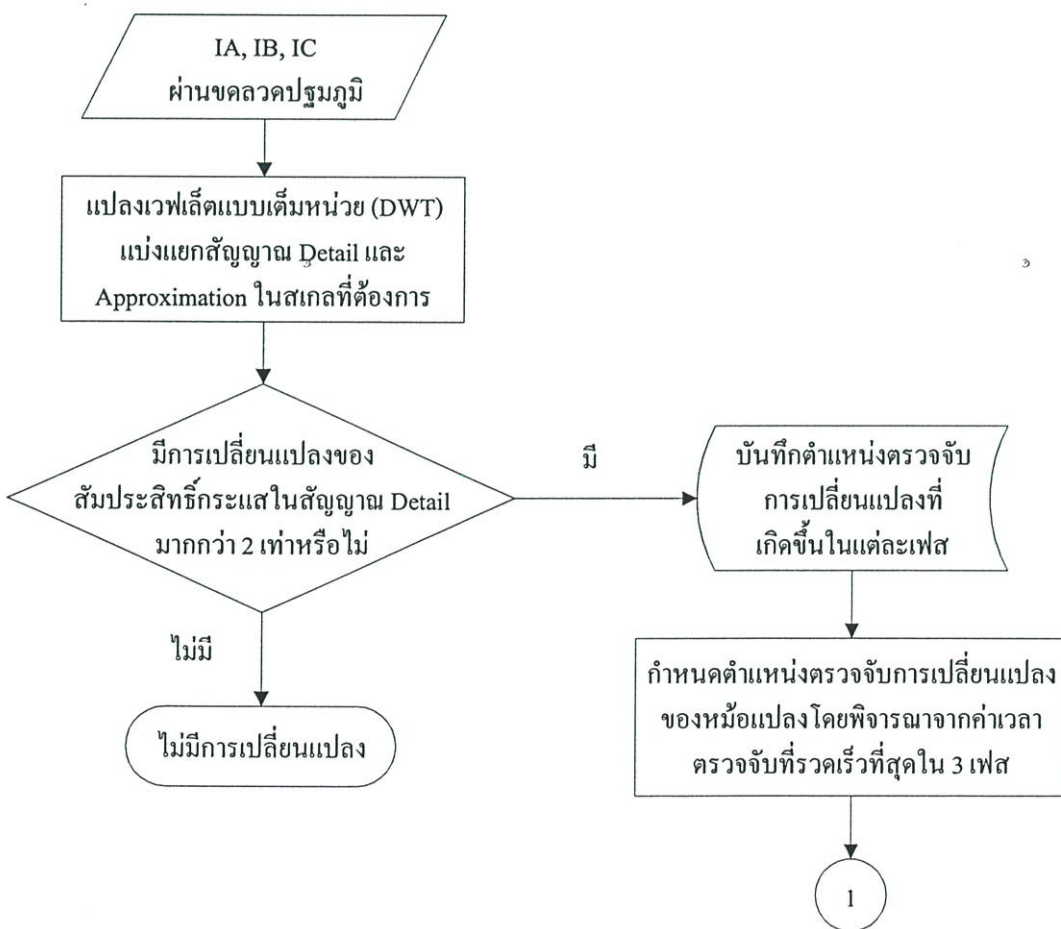 IA, IB, IC
ผ่านขดลวดปฐมภูมิ
แปลงเวฟเล็ตแบบเต็มหน่วย (DWT)
แบ่งแยกสัญญาณ Detail และ
Approximation ในสเกลที่ต้องการ
มีการเปลี่ยนแปลงของ
สัมประสิทธิ์กระแสในสัญญาณ Detail
มากกว่า 2 เท่าหรือไม่
มี
บันทึกตำแหน่งตรวจจับ
การเปลี่ยนแปลงที่
เกิดขึ้นในแต่ละเฟส
ไม่มี
ไม่มีการเปลี่ยนแปลง
กำหนดตำแหน่งตรวจจับการเปลี่ยนแปลง
ของหม้อแปลงโดยพิจารณาจากค่าเวลา
ตรวจจับที่รวดเร็วที่สุดใน 3 เฟส
1